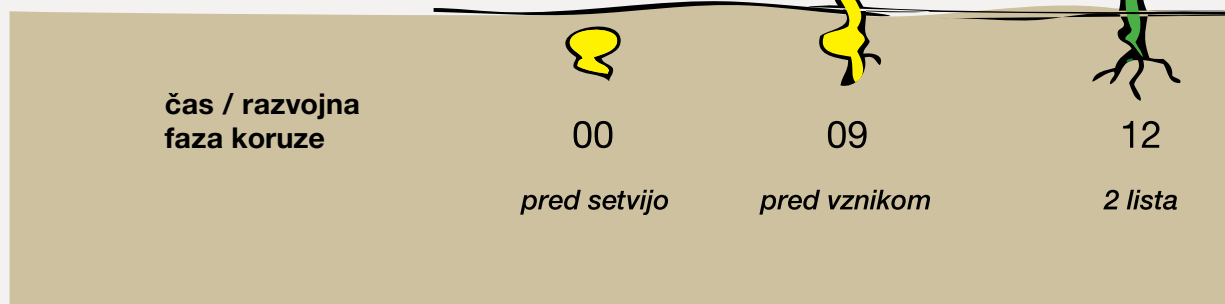 čas / razvojna
faza koruze
00
09
12
pred setvijo
pred vznikom
2 lista